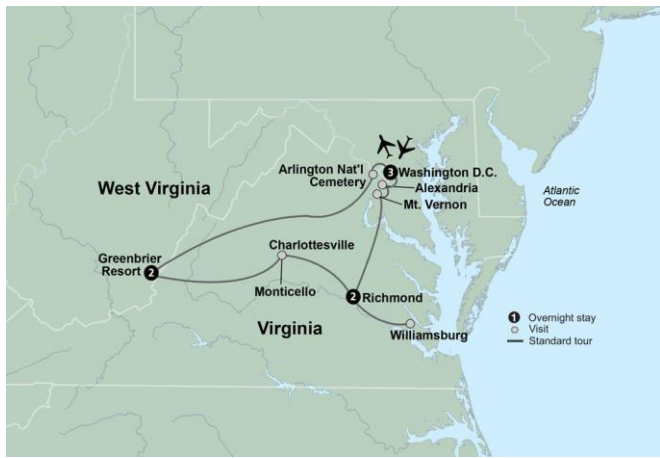 Arlington Nat'l
Cemetery
3
Washington D.C.
Alexandria
Mt. Vernon
West Virginia
Atlantic
Ocean
Greenbrier
Resort
2
Charlottesville
Monticello
2
Richmond
Virginia
Williamsburg
1 Overnight stay
Visit
Standard tour